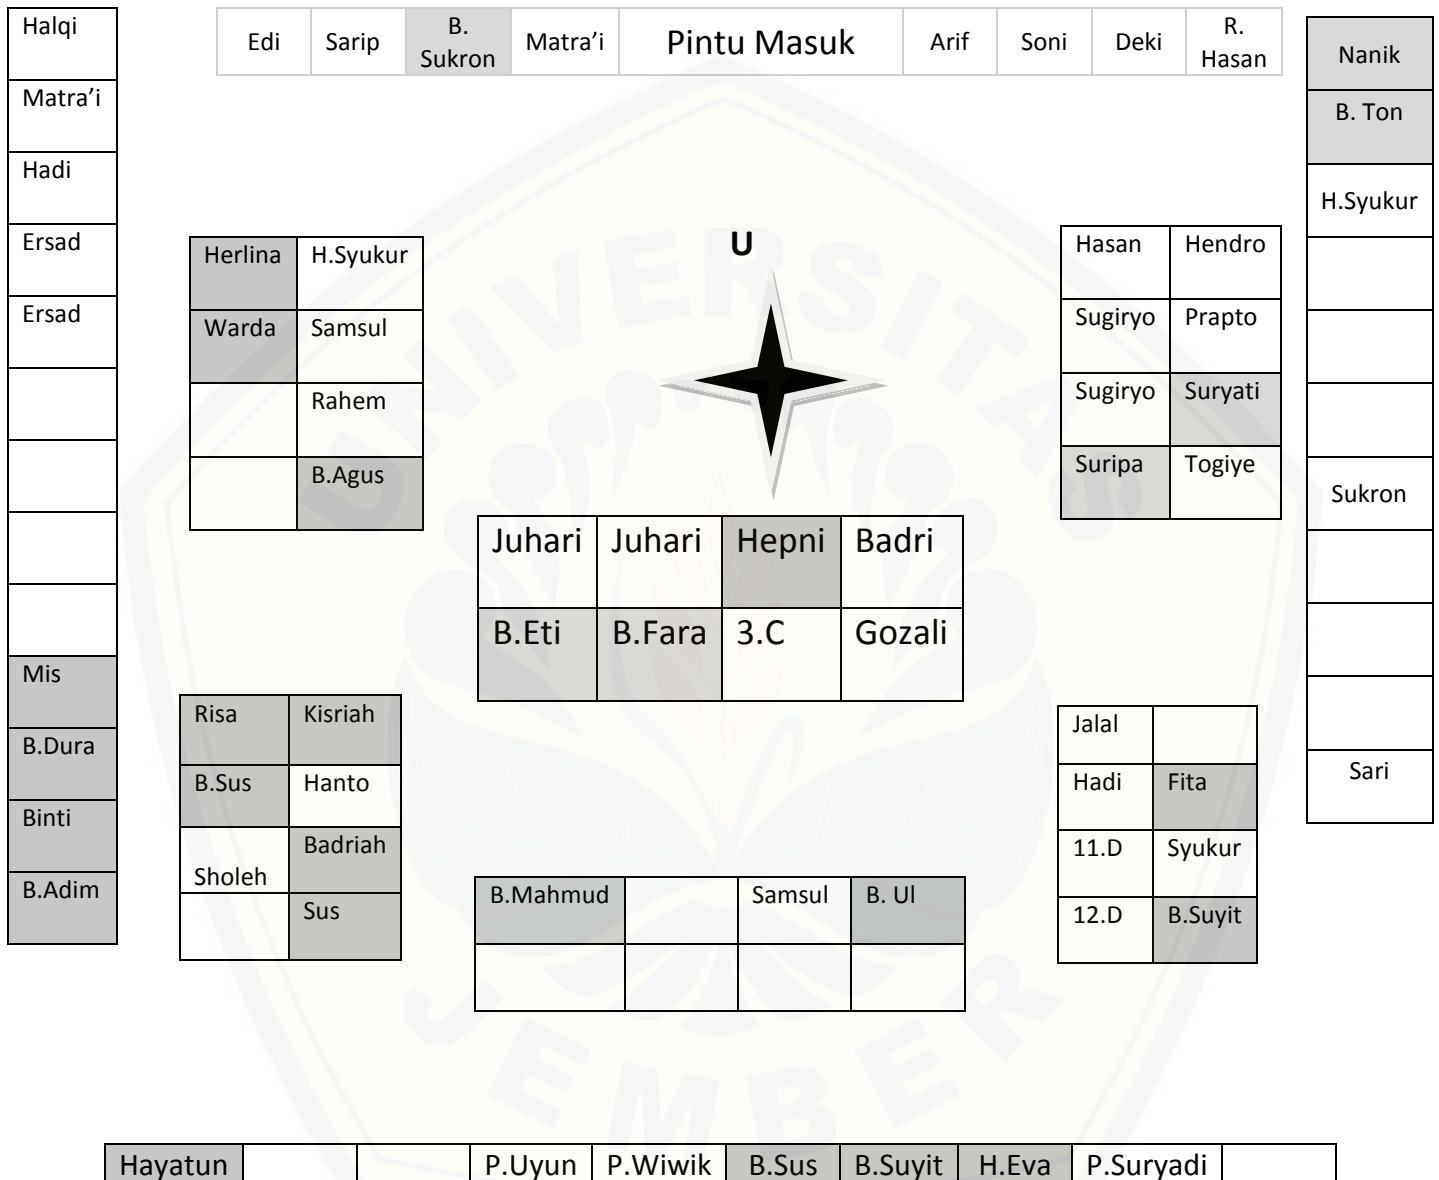 Halqi
Matra’i
Hadi
Ersad
Ersad
Mis
B.Dura
Binti
B.Adim
Edi Sarip B. Sukron Matra’i Pintu Masuk Arif Soni Deki R. Hasan
Nanik
B. Ton
H.Syukur
Sukron
Sari
Herlina H.Syukur
Warda Samsul
Rahem
B.Agus
U
Hasan Hendro
Sugiryo Prapto
Sugiryo Suryati
Suripa Togiye
Juhari Juhari Hepni Badri
B.Eti B.Fara 3.C Gozali
Risa Kisriah
B.Sus Hanto
Sholeh Badriah
Sus
B.Mahmud Samsul B. Ul
Jalal
Hadi Fita
11.D Syukur
12.D B.Suyit
Hayatun P.Uyun P.Wiwik B.Sus B.Suyit H.Eva P.Suryadi
UNIVERSITAS
JEMBER